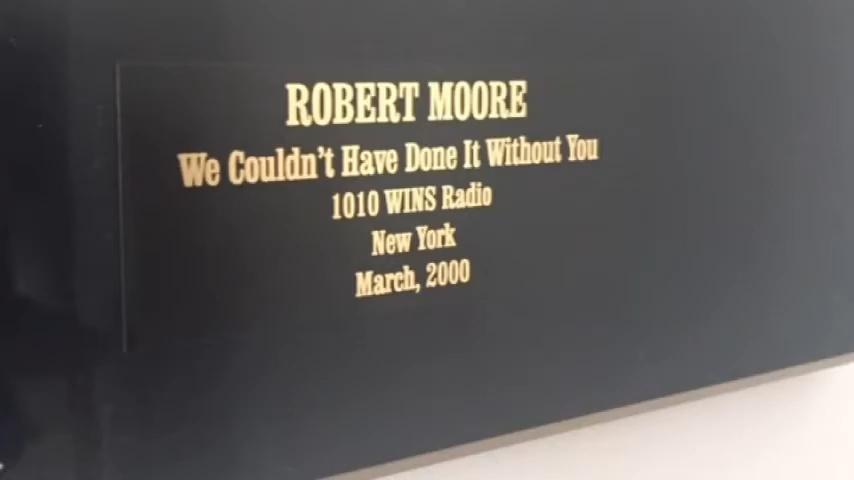 ROBERT MOORE
We Couldn't Have Done It Without You
1010 WINS Radio
New York
March, 2000